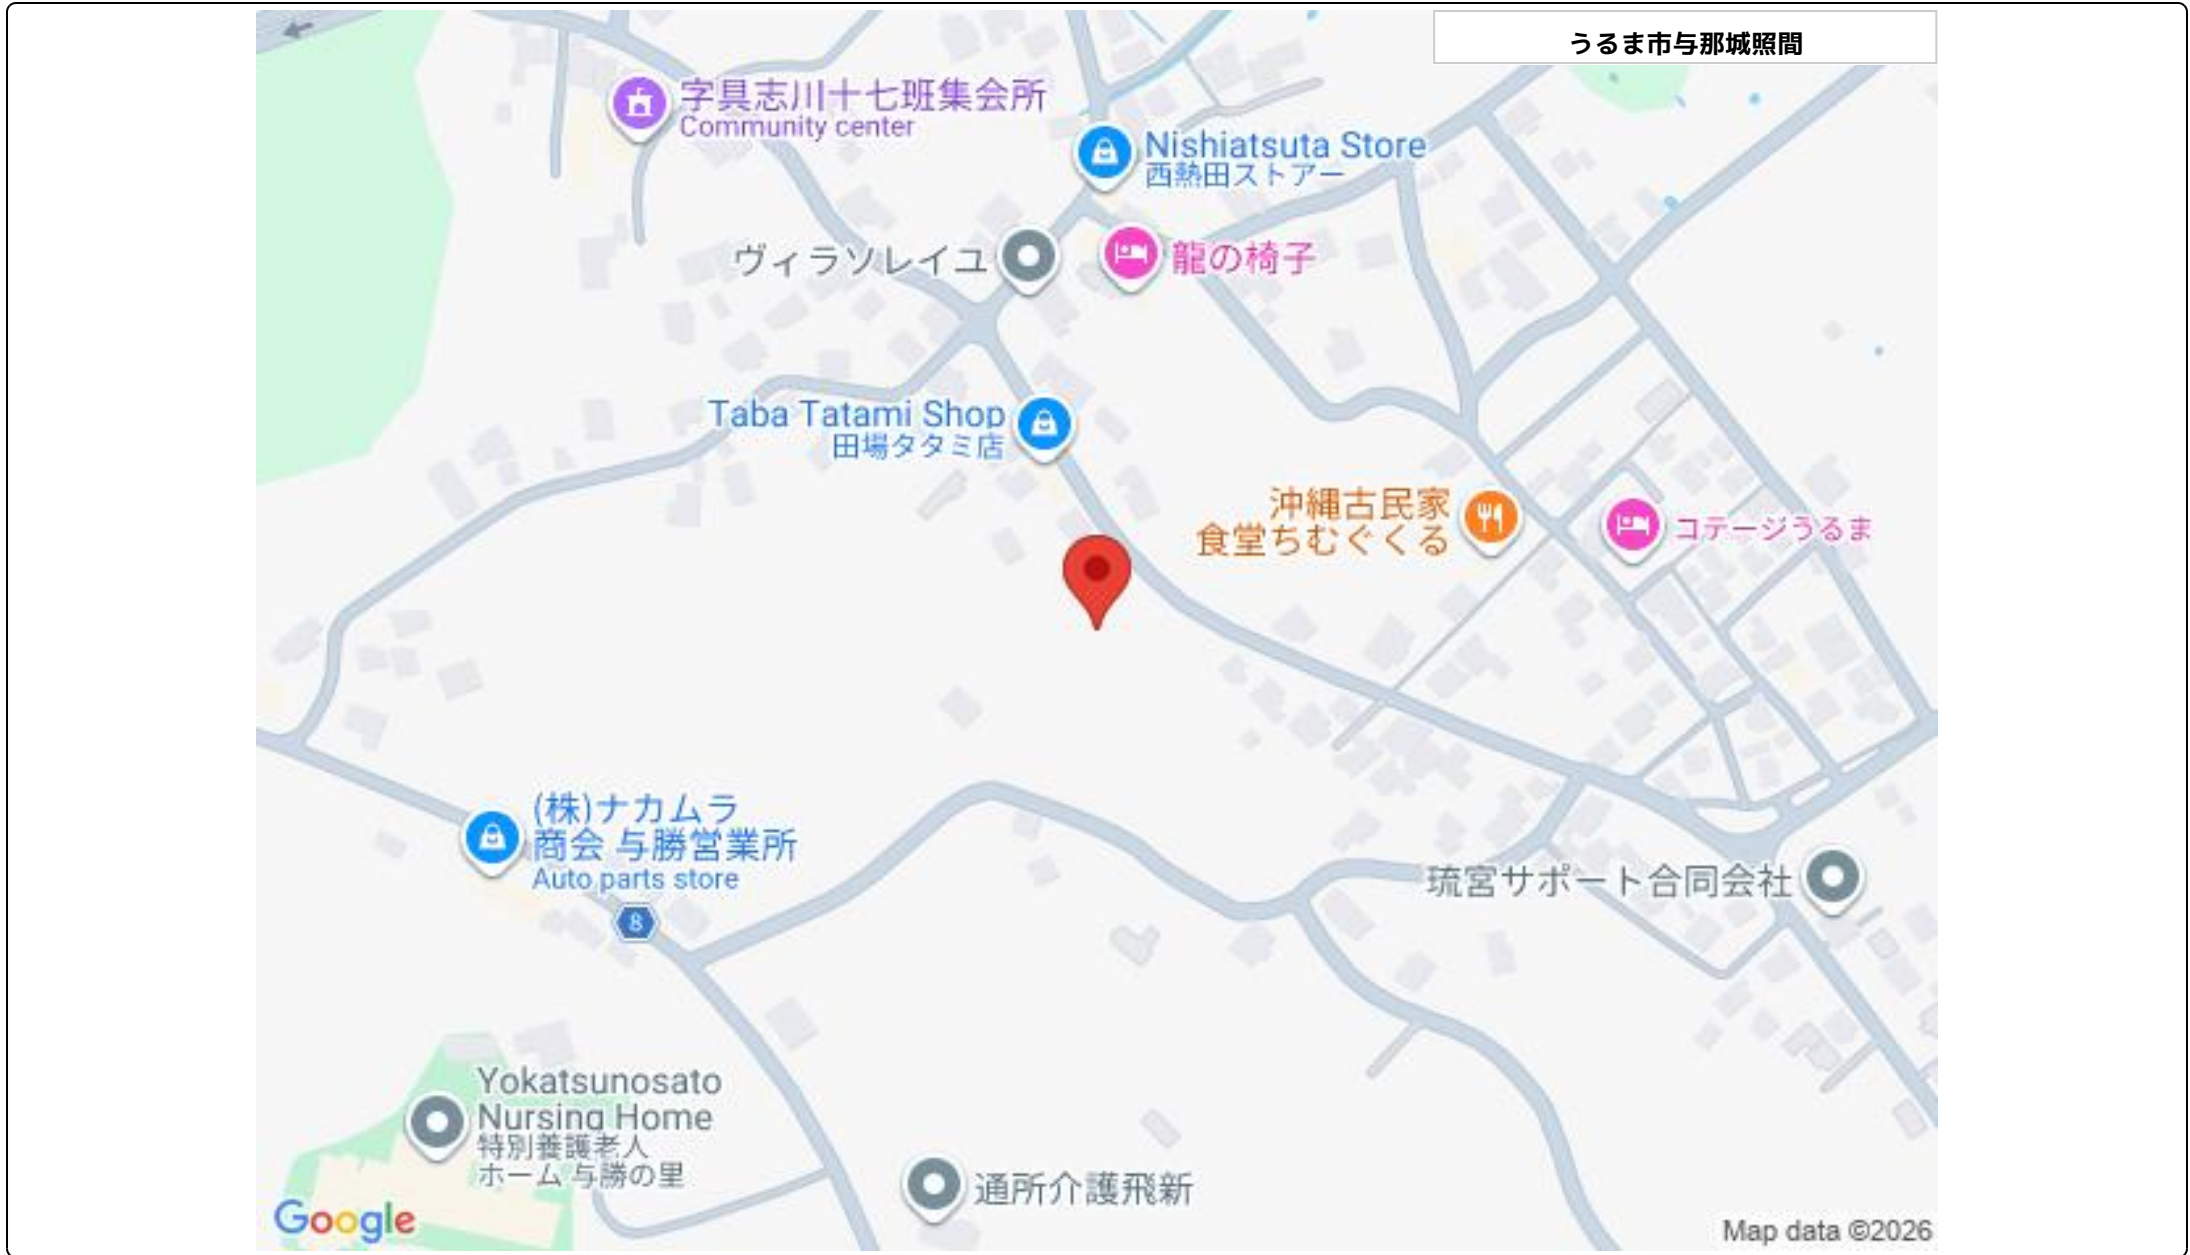 うるま市与那城照間
字具志川十七班集会所
Community center
Nishiatsuta Store
西熱田ストアー
ヴィラソレイユ
龍の椅子
Taba Tatami Shop
田場タタミ店
沖縄古民家
食堂ちむぐくる
コテージうるま
(株)ナカムラ
商会 与勝営業所
Auto parts store
8
琉宮サポート合同会社
Yokatsunosato
Nursing Home
特別養護老人
ホーム 与勝の里
通所介護飛新
Google
Map data ©2026